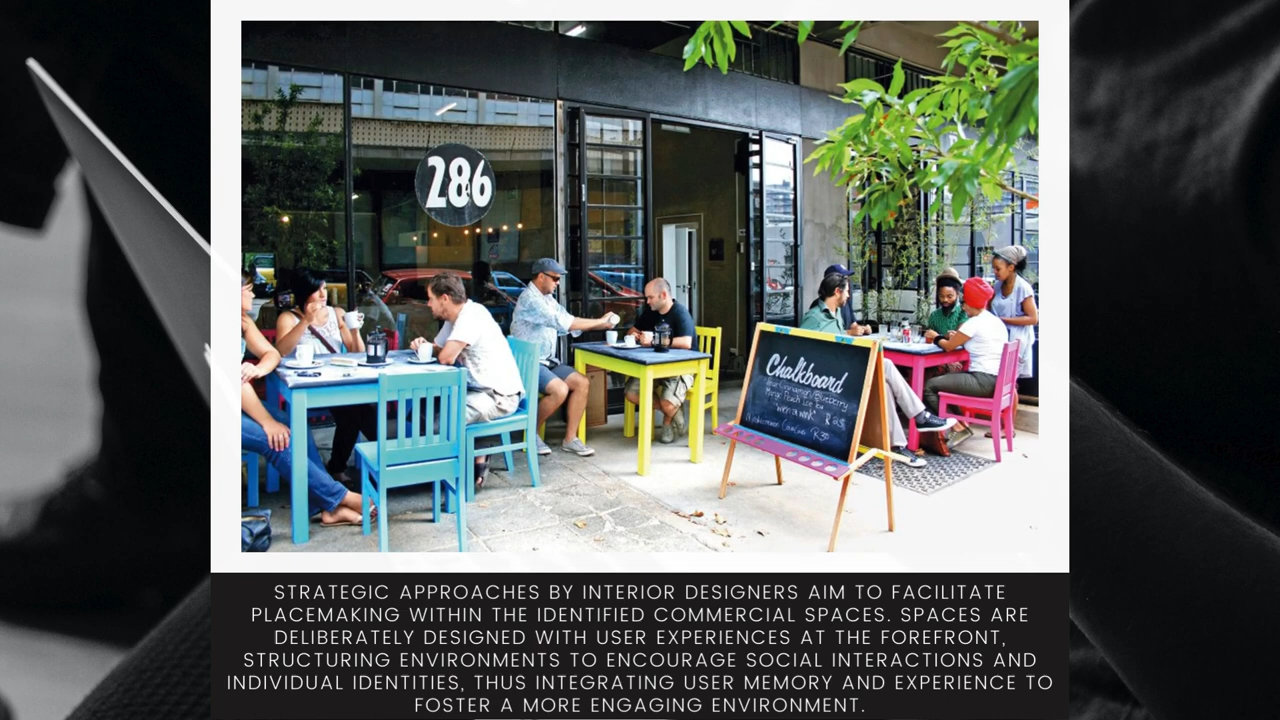 286
Chalkboard
STRATEGIC APPROACHES BY INTERIOR DESIGNERS AIM TO FACILITATE
PLACEMAKING WITHIN THE IDENTIFIED COMMERCIAL SPACES. SPACES ARE
DELIBERATELY DESIGNED WITH USER EXPERIENCES AT THE FOREFRONT,
STRUCTURING ENVIRONMENTS TO ENCOURAGE SOCIAL INTERACTIONS AND
INDIVIDUAL IDENTITIES, THUS INTEGRATING USER MEMORY AND EXPERIENCE TO
FOSTER A MORE ENGAGING ENVIRONMENT.